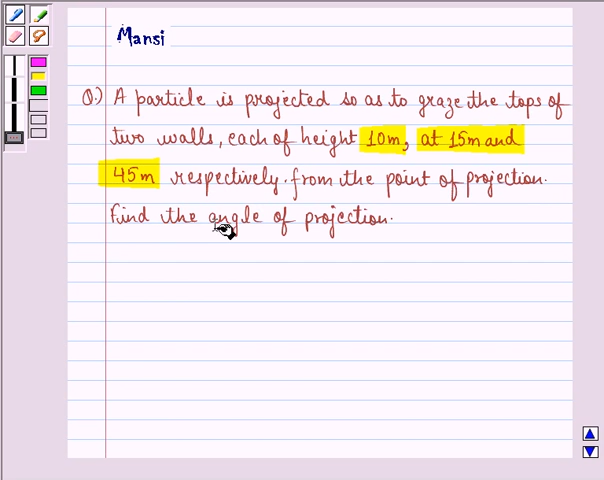 Mansi
Q.) A particle is projected so as to graze the tops of
two walls, each of height 10m, at 15m and
45m respectively. from the point of projection.
Find the angle of projection.